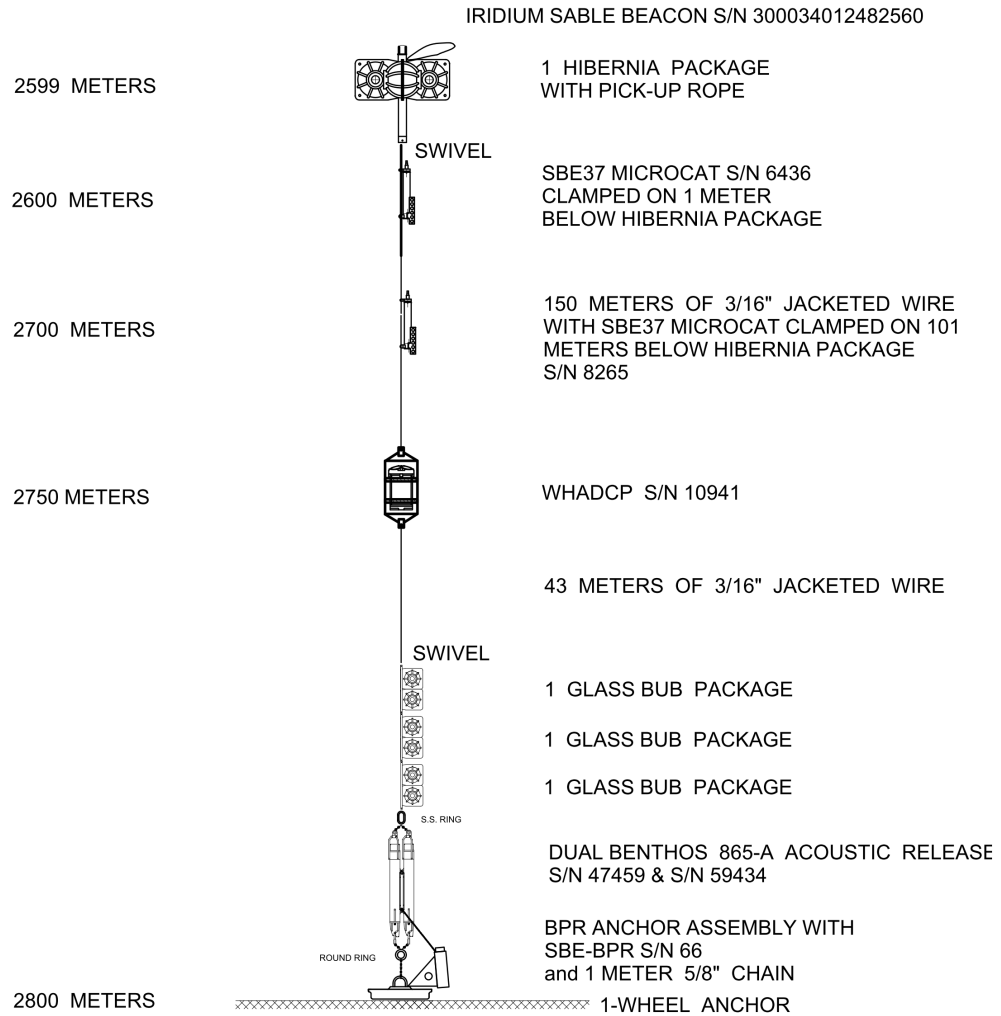 IRIDIUM SABLE BEACON S/N 300034012482560
2599 METERS
1 HIBERNIA PACKAGE
WITH PICK-UP ROPE
SWIVEL
2600 METERS
SBE37 MICROCAT S/N 6436
CLAMPED ON 1 METER
BELOW HIBERNIA PACKAGE
2700 METERS
150 METERS OF 3/16" JACKETED WIRE
WITH SBE37 MICROCAT CLAMPED ON 101
METERS BELOW HIBERNIA PACKAGE
S/N 8265
2750 METERS
WHADCP S/N 10941
43 METERS OF 3/16" JACKETED WIRE
SWIVEL
1 GLASS BUB PACKAGE
1 GLASS BUB PACKAGE
1 GLASS BUB PACKAGE
S.S. RING
DUAL BENTHOS 865-A ACOUSTIC RELEASE
S/N 47459 & S/N 59434
BPR ANCHOR ASSEMBLY WITH
SBE-BPR S/N 66
and 1 METER 5/8" CHAIN
ROUND RING
2800 METERS
1-WHEEL ANCHOR